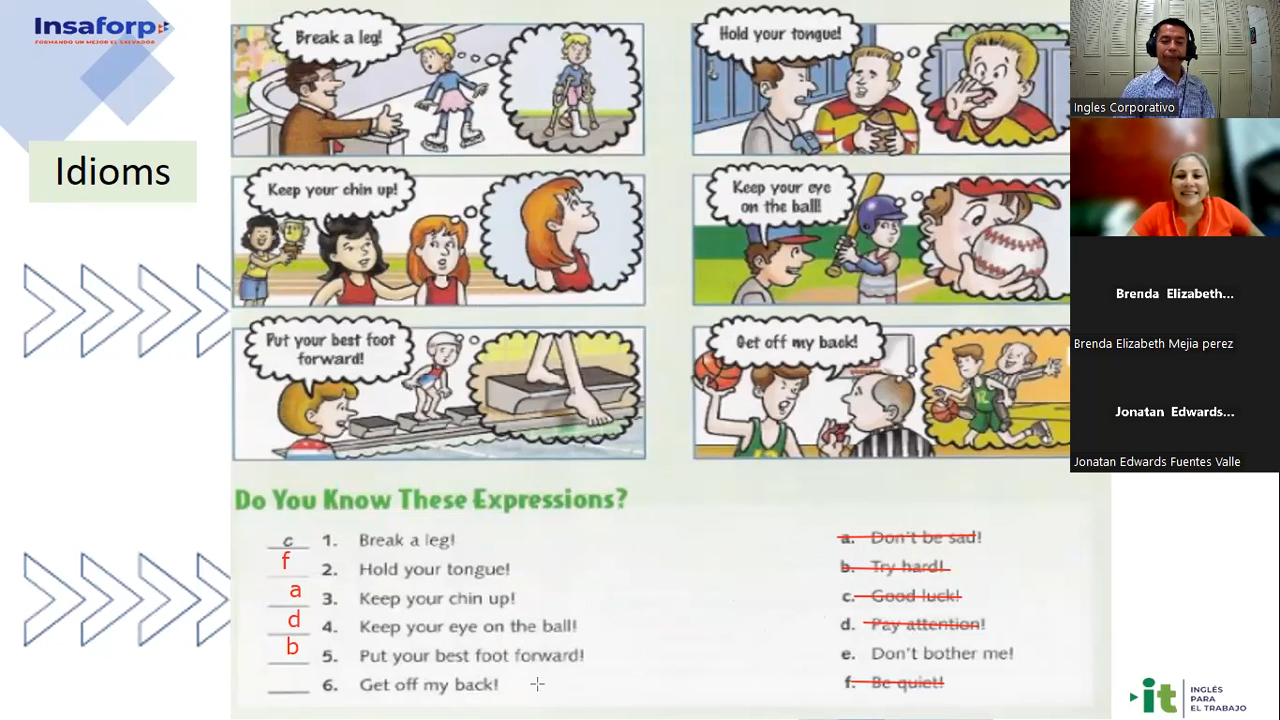 Insaforp
FORMANDO UN MEJOR EL SALVADOR
Idioms
Break a leg!
Hold your tongue!
Keep your chin up!
Keep your eye
on the ball!
Put your best foot
forward!
Get off my back!
Do You Know These Expressions?
c 1. Break a leg!
f 2. Hold your tongue!
a 3. Keep your chin up!
d 4. Keep your eye on the ball!
b 5. Put your best foot forward!
6. Get off my back!
a. Don't be sad!
b. Try hard!
c. Good luck!
d. Pay attention!
e. Don't bother me!
f. Be quiet!
Ingles Corporativo
Brenda Elizabeth...
Brenda Elizabeth Mejia perez
Jonatan Edwards...
Jonatan Edwards Fuentes Valle
it
INGLÉS
PARA
EL TRABAJO